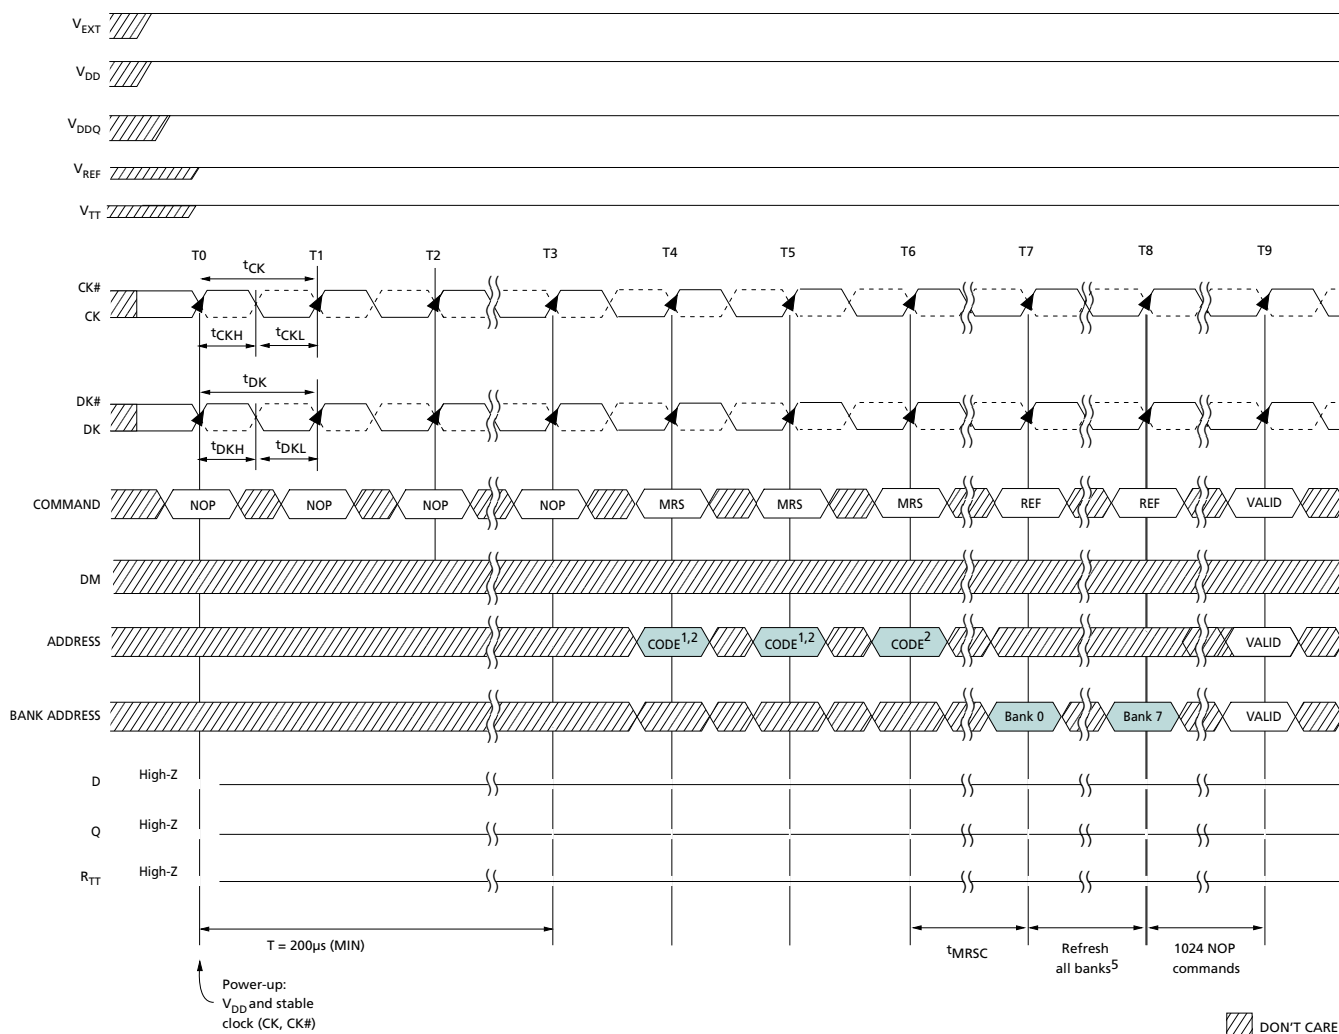 VEXT
VDD
VDDQ
VREF
VTT
T0 T1 T2 T3 T4 T5 T6 T7 T8 T9
tCK
CK#
CK
tCKH tCKL
tDK
DK#
DK
tDKH tDKL
COMMAND NOP NOP NOP NOP MRS MRS MRS REF REF VALID
DM
ADDRESS CODE1,2 CODE1,2 CODE2 VALID
BANK ADDRESS Bank 0 Bank 7 VALID
D High-Z
Q High-Z
RTT High-Z
T = 200µs (MIN) tMRSC Refresh 1024 NOP
all banks5 commands
Power-up:
VDD and stable
clock (CK, CK#)
DON'T CARE